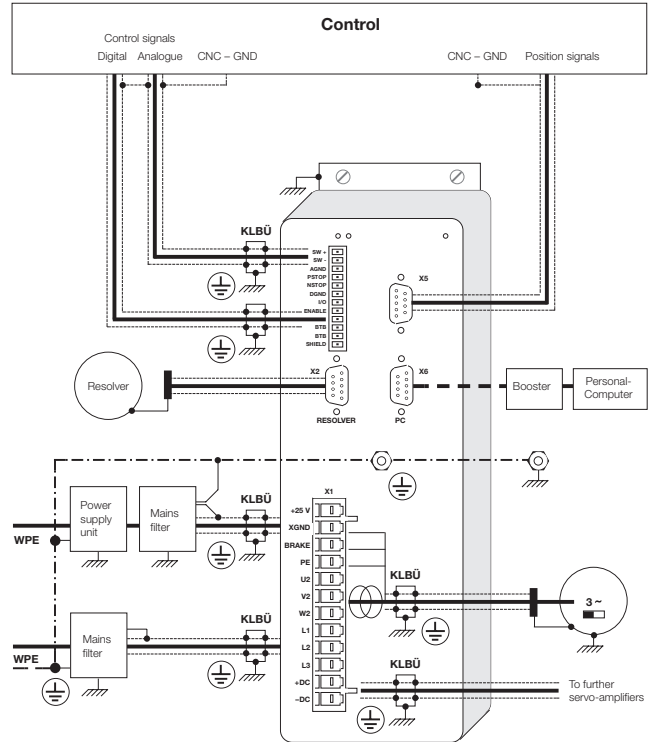 Control
Control signals
Digital Analogue CNC – GND
CNC – GND Position signals
KLBÜ
SW +
SW -
AGND
PSTOP
NSTOP
DGND
I/O
ENABLE
BTB
BTB
SHIELD
X5
KLBÜ
Resolver
X2
RESOLVER
X6
PC
Booster
Personal-
Computer
X1
+25 V
XGND
BRAKE
PE
U2
V2
W2
L1
L2
L3
+DC
–DC
Power
supply
unit
Mains
filter
KLBÜ
WPE
KLBÜ
3 ~
Mains
filter
KLBÜ
WPE
KLBÜ
To further
servo-amplifiers